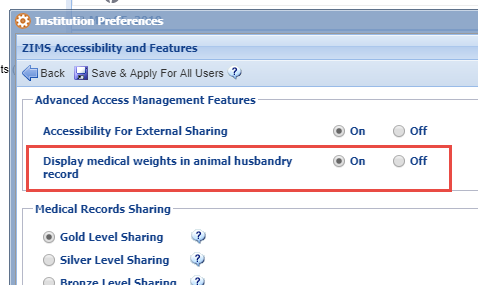 Institution Preferences
ZIMS Accessibility and Features
Back Save & Apply For All Users ?
Advanced Access Management Features
Accessibility For External Sharing On Off
Display medical weights in animal husbandry On Off
record
Medical Records Sharing
Gold Level Sharing ?
Silver Level Sharing ?
Bronze Level Sharing ?